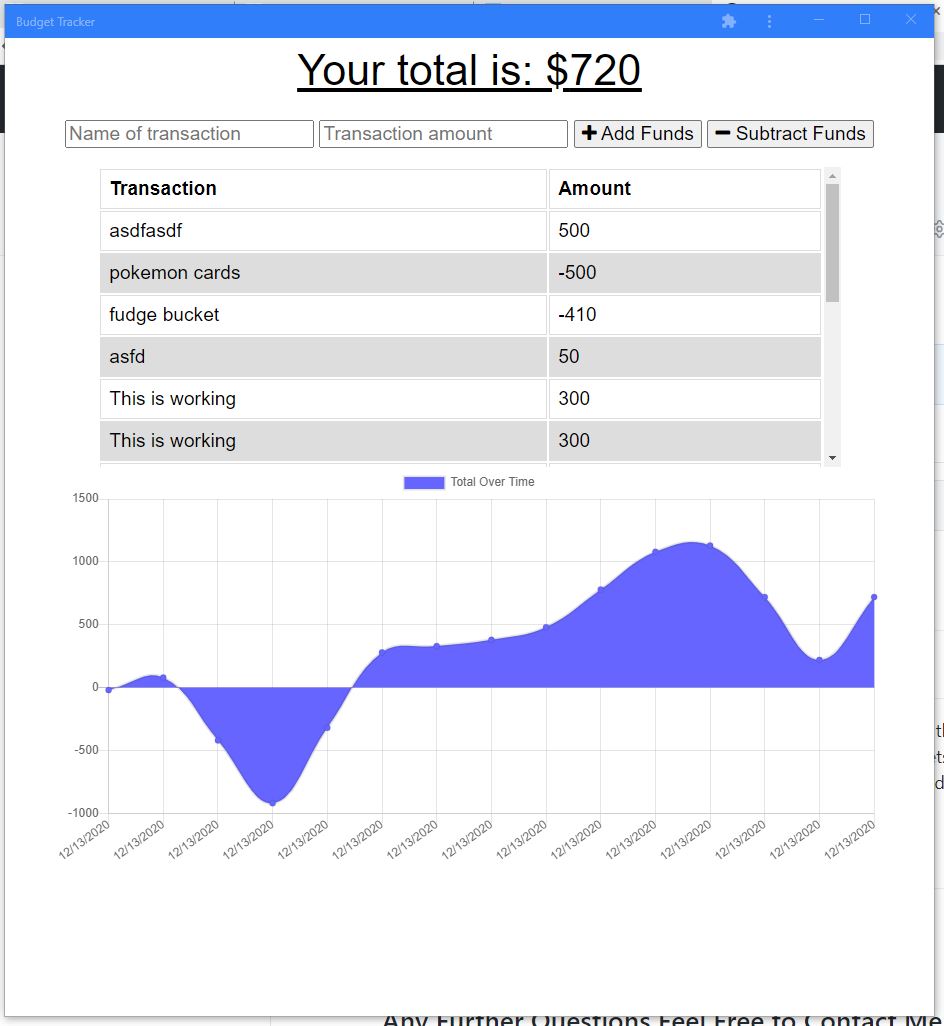 Budget Tracker
Your total is: $720
Name of transaction Transaction amount Add Funds Subtract Funds
Transaction Amount
asdfasdf 500
pokemon cards -500
fudge bucket -410
asfd 50
This is working 300
This is working 300
Total Over Time
1500
1000
500
0
-500
-1000
12/13/2020 12/13/2020 12/13/2020 12/13/2020 12/13/2020 12/13/2020 12/13/2020 12/13/2020 12/13/2020 12/13/2020 12/13/2020 12/13/2020 12/13/2020 12/13/2020 12/13/2020
Any Further Questions Feel Free to Contact Me